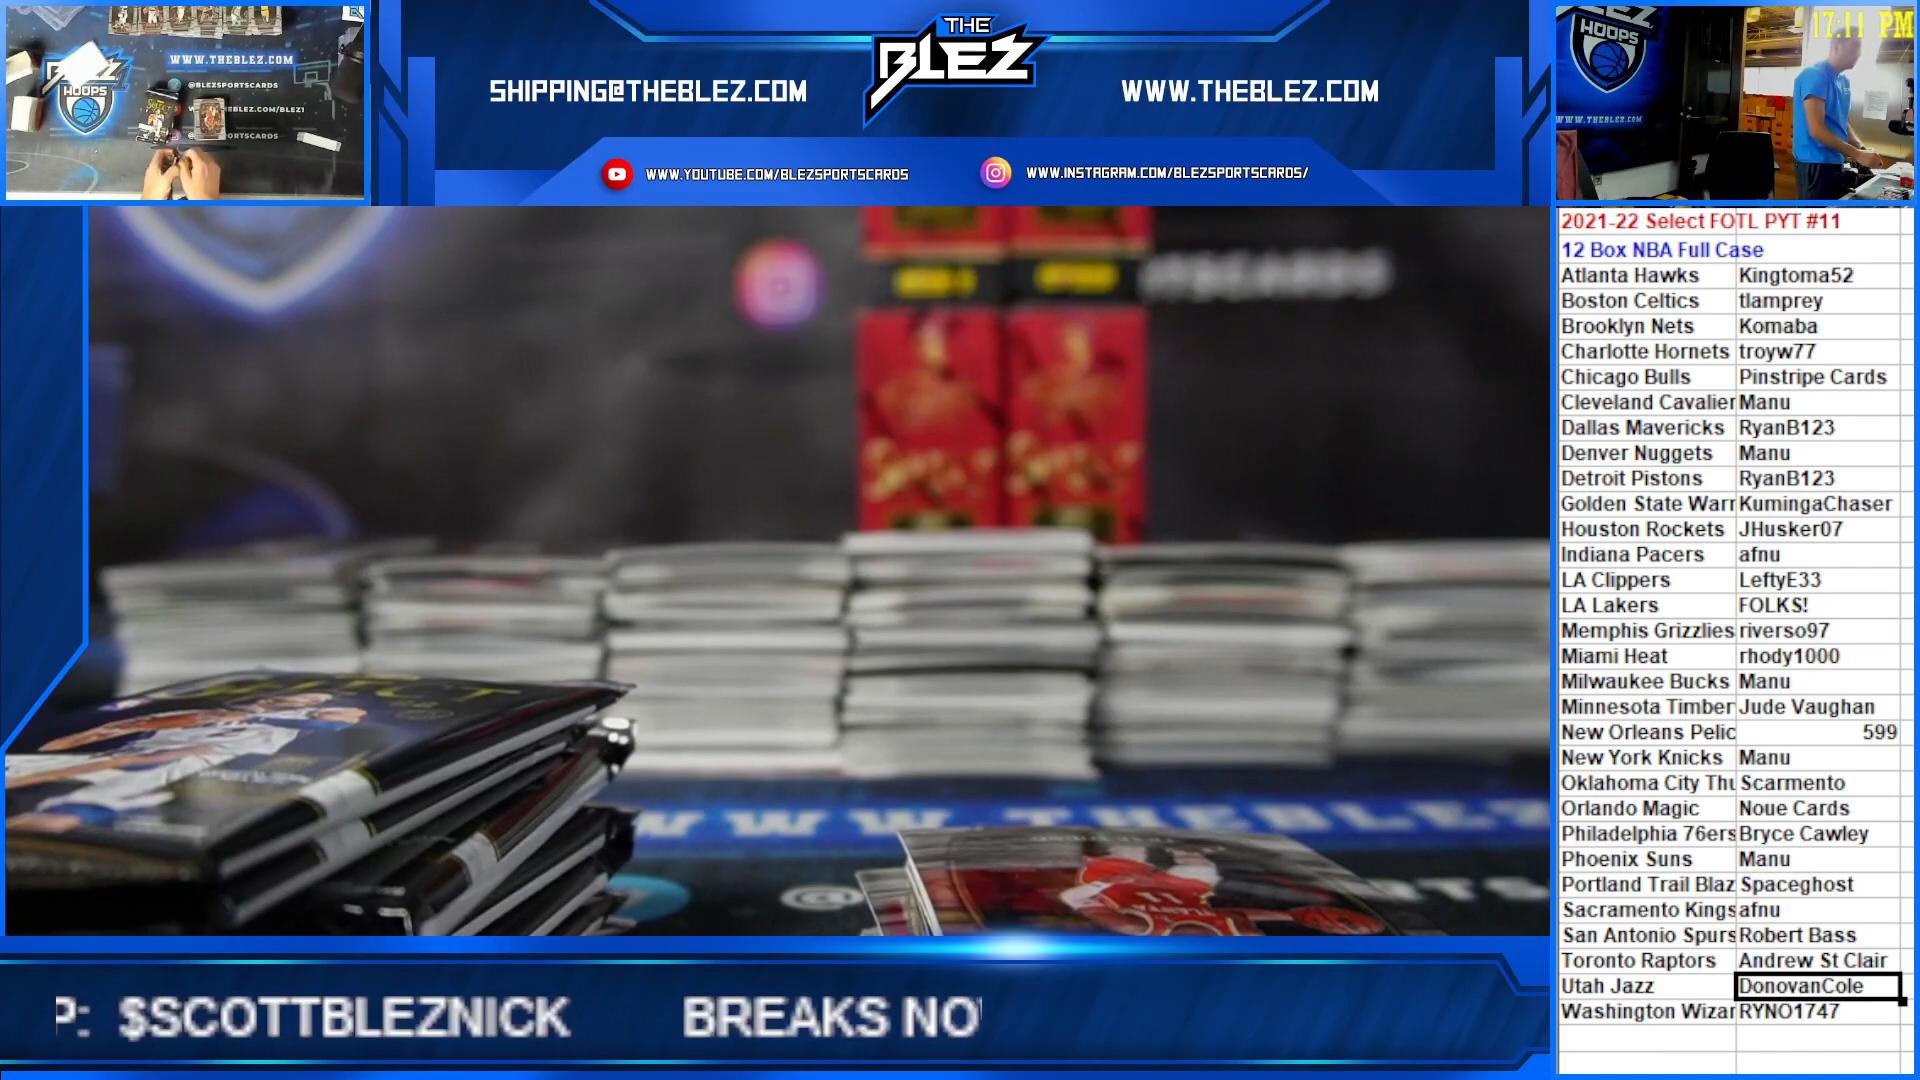 THE
BLEZ
SHIPPING@THEBLEZ.COM
WWW.THEBLEZ.COM
WWW.YOUTUBE.COM/BLEZSPORTSCARDS
WWW.INSTAGRAM.COM/BLEZSPORTSCARDS/
WWW.THEBLEZ.COM
@BLEZSPORTSCARDS
HOOPS
HOOPS
WWW.THEBLEZ.COM
17:11 PM
2021-22 Select FOTL PYT #11
12 Box NBA Full Case
Atlanta Hawks Kingtoma52
Boston Celtics tlamprey
Brooklyn Nets Komaba
Charlotte Hornets troyw77
Chicago Bulls Pinstripe Cards
Cleveland Cavalier Manu
Dallas Mavericks RyanB123
Denver Nuggets Manu
Detroit Pistons RyanB123
Golden State Warr KumingaChaser
Houston Rockets JHusker07
Indiana Pacers afnu
LA Clippers LeftyE33
LA Lakers FOLKS!
Memphis Grizzlies riverso97
Miami Heat rhody1000
Milwaukee Bucks Manu
Minnesota Timber Jude Vaughan
New Orleans Pelic 599
New York Knicks Manu
Oklahoma City Thu Scarmento
Orlando Magic Noue Cards
Philadelphia 76ers Bryce Cawley
Phoenix Suns Manu
Portland Trail Blaz Spaceghost
Sacramento Kings afnu
San Antonio Spurs Robert Bass
Toronto Raptors Andrew St Clair
Utah Jazz DonovanCole
Washington Wizar RYNO1747
WWW.THEBLEZ
P: $SCOTTBLEZNICK BREAKS NO